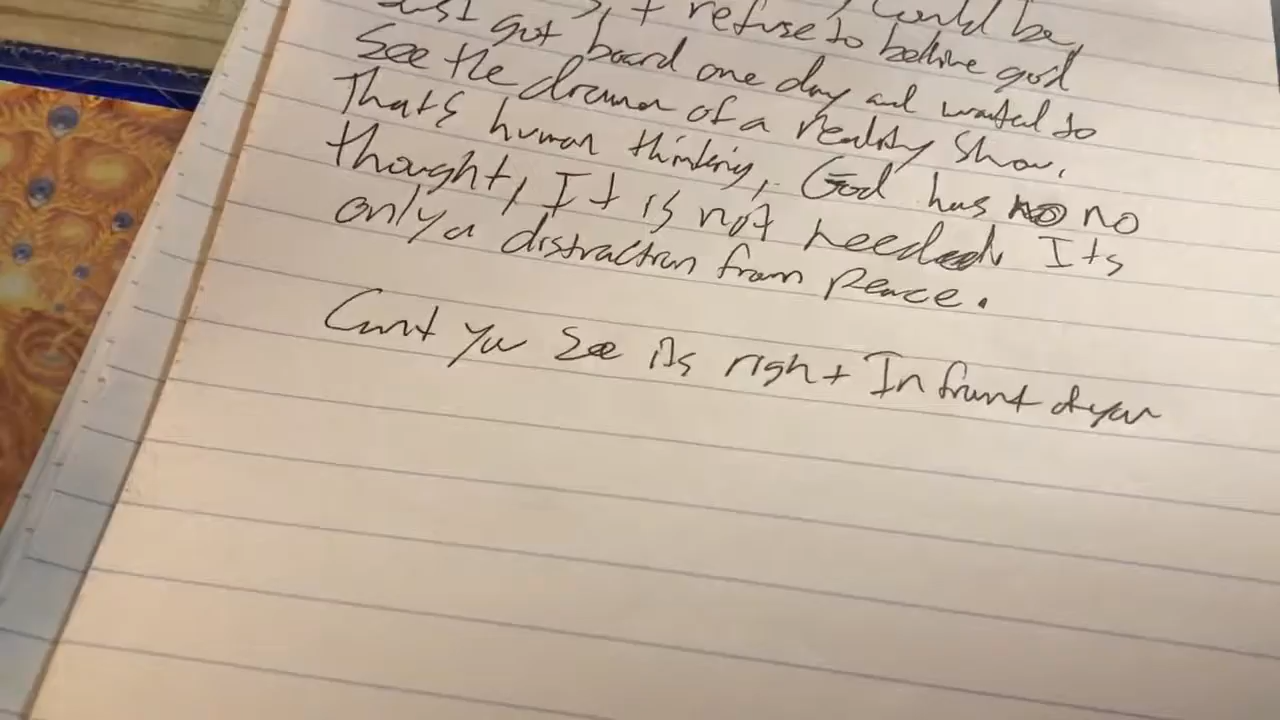 I refuse to believe god
Just got board one day and wanted to
See the drama of a reality Show.
That's human thinking, God has no no
thought, It is not needed. Its
only a distraction from Peace.
Cant you see its right In frunt of you